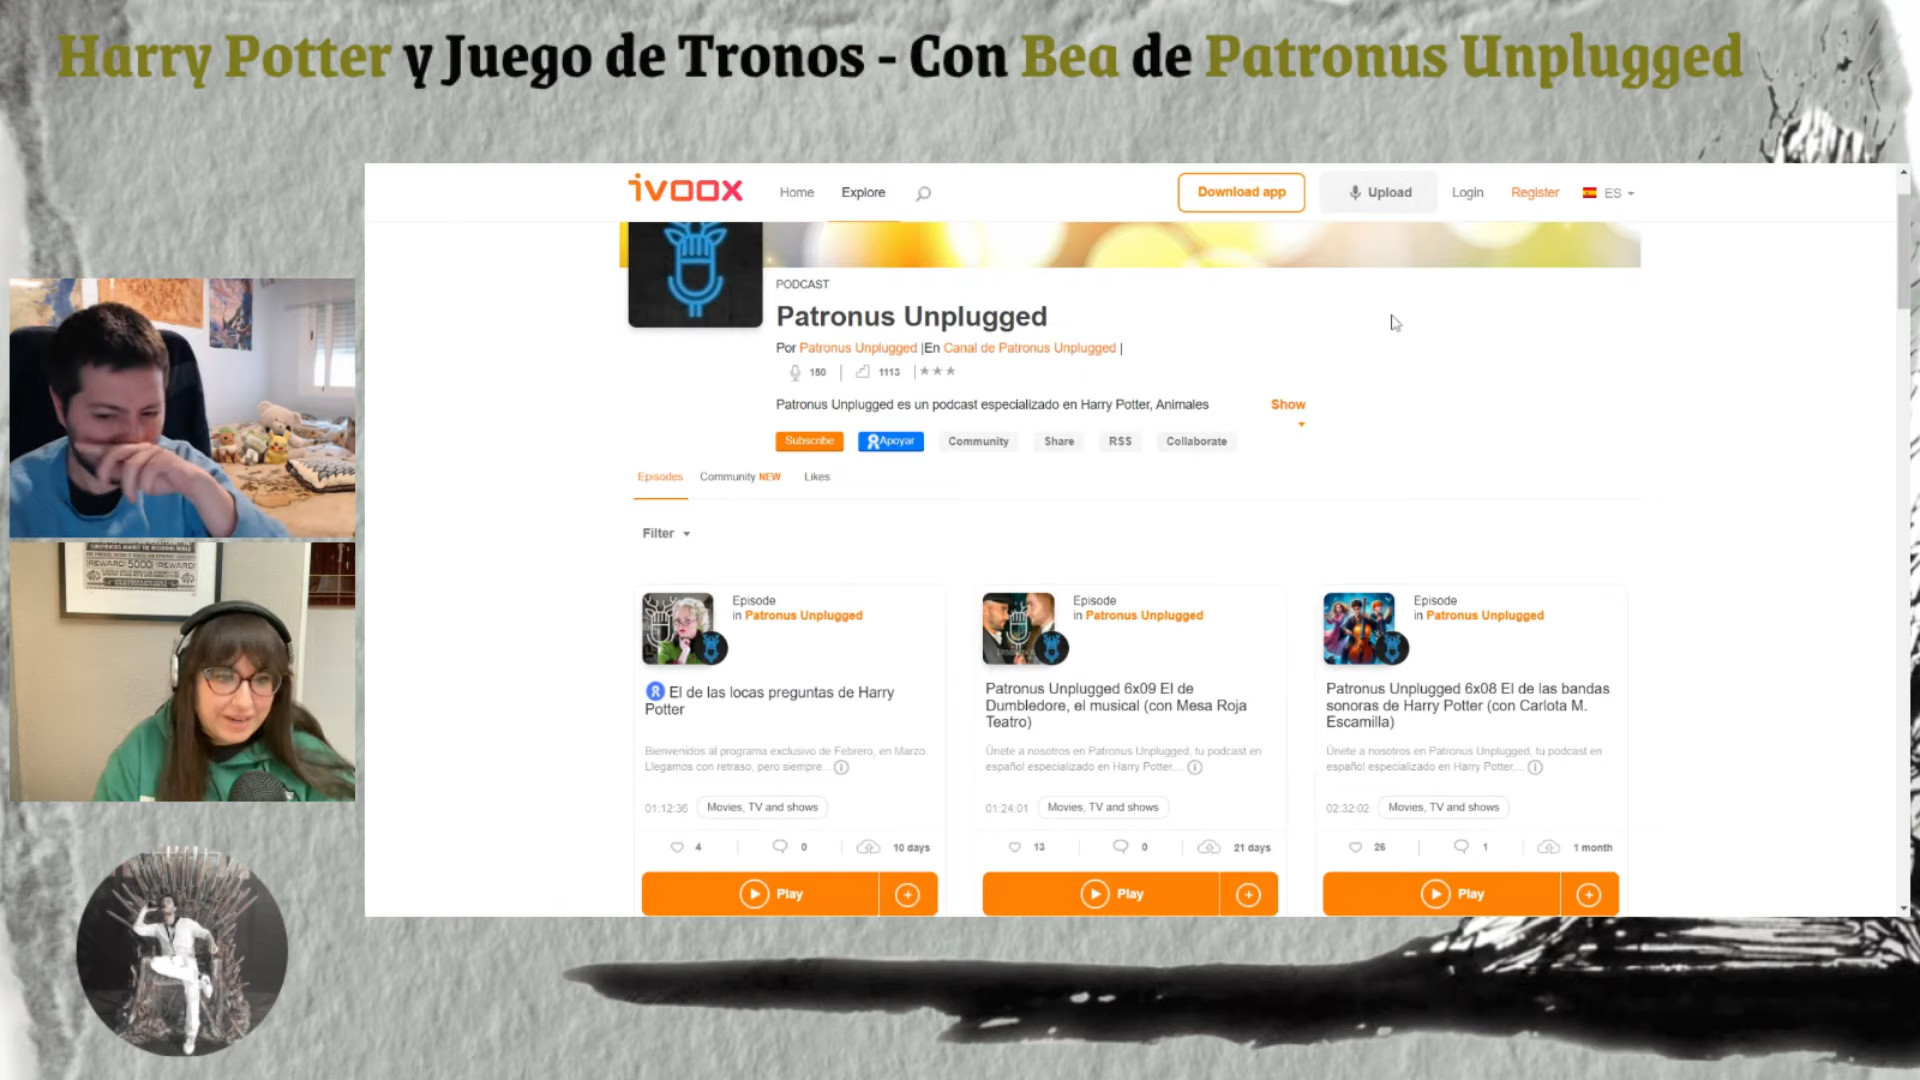 Harry Potter y Juego de Tronos - Con Bea de Patronus Unplugged
ivoox
Home
Explore
Download app
Upload
Login
Register
ES
PODCAST
Patronus Unplugged
Por Patronus Unplugged |En Canal de Patronus Unplugged |
150 | 1113 |
Patronus Unplugged es un podcast especializado en Harry Potter, Animales
Show
Subscribe
Apoyar
Community
Share
RSS
Collaborate
Episodes
Community NEW
Likes
Filter
Episode
in Patronus Unplugged
El de las locas preguntas de Harry
Potter
Bienvenidos al programa exclusivo de Febrero, en Marzo.
Llegamos con retraso, pero siempre...
01:12:36
Movies, TV and shows
4
0
10 days
Play
Episode
in Patronus Unplugged
Patronus Unplugged 6x09 El de
Dumbledore, el musical (con Mesa Roja
Teatro)
Únete a nosotros en Patronus Unplugged, tu podcast en
español especializado en Harry Potter,...
01:24:01
Movies, TV and shows
13
0
21 days
Play
Episode
in Patronus Unplugged
Patronus Unplugged 6x08 El de las bandas
sonoras de Harry Potter (con Carlota M.
Escamilla)
Únete a nosotros en Patronus Unplugged, tu podcast en
español especializado en Harry Potter,...
02:32:02
Movies, TV and shows
26
1
1 month
Play
REWARD! 5000 !REWARD!